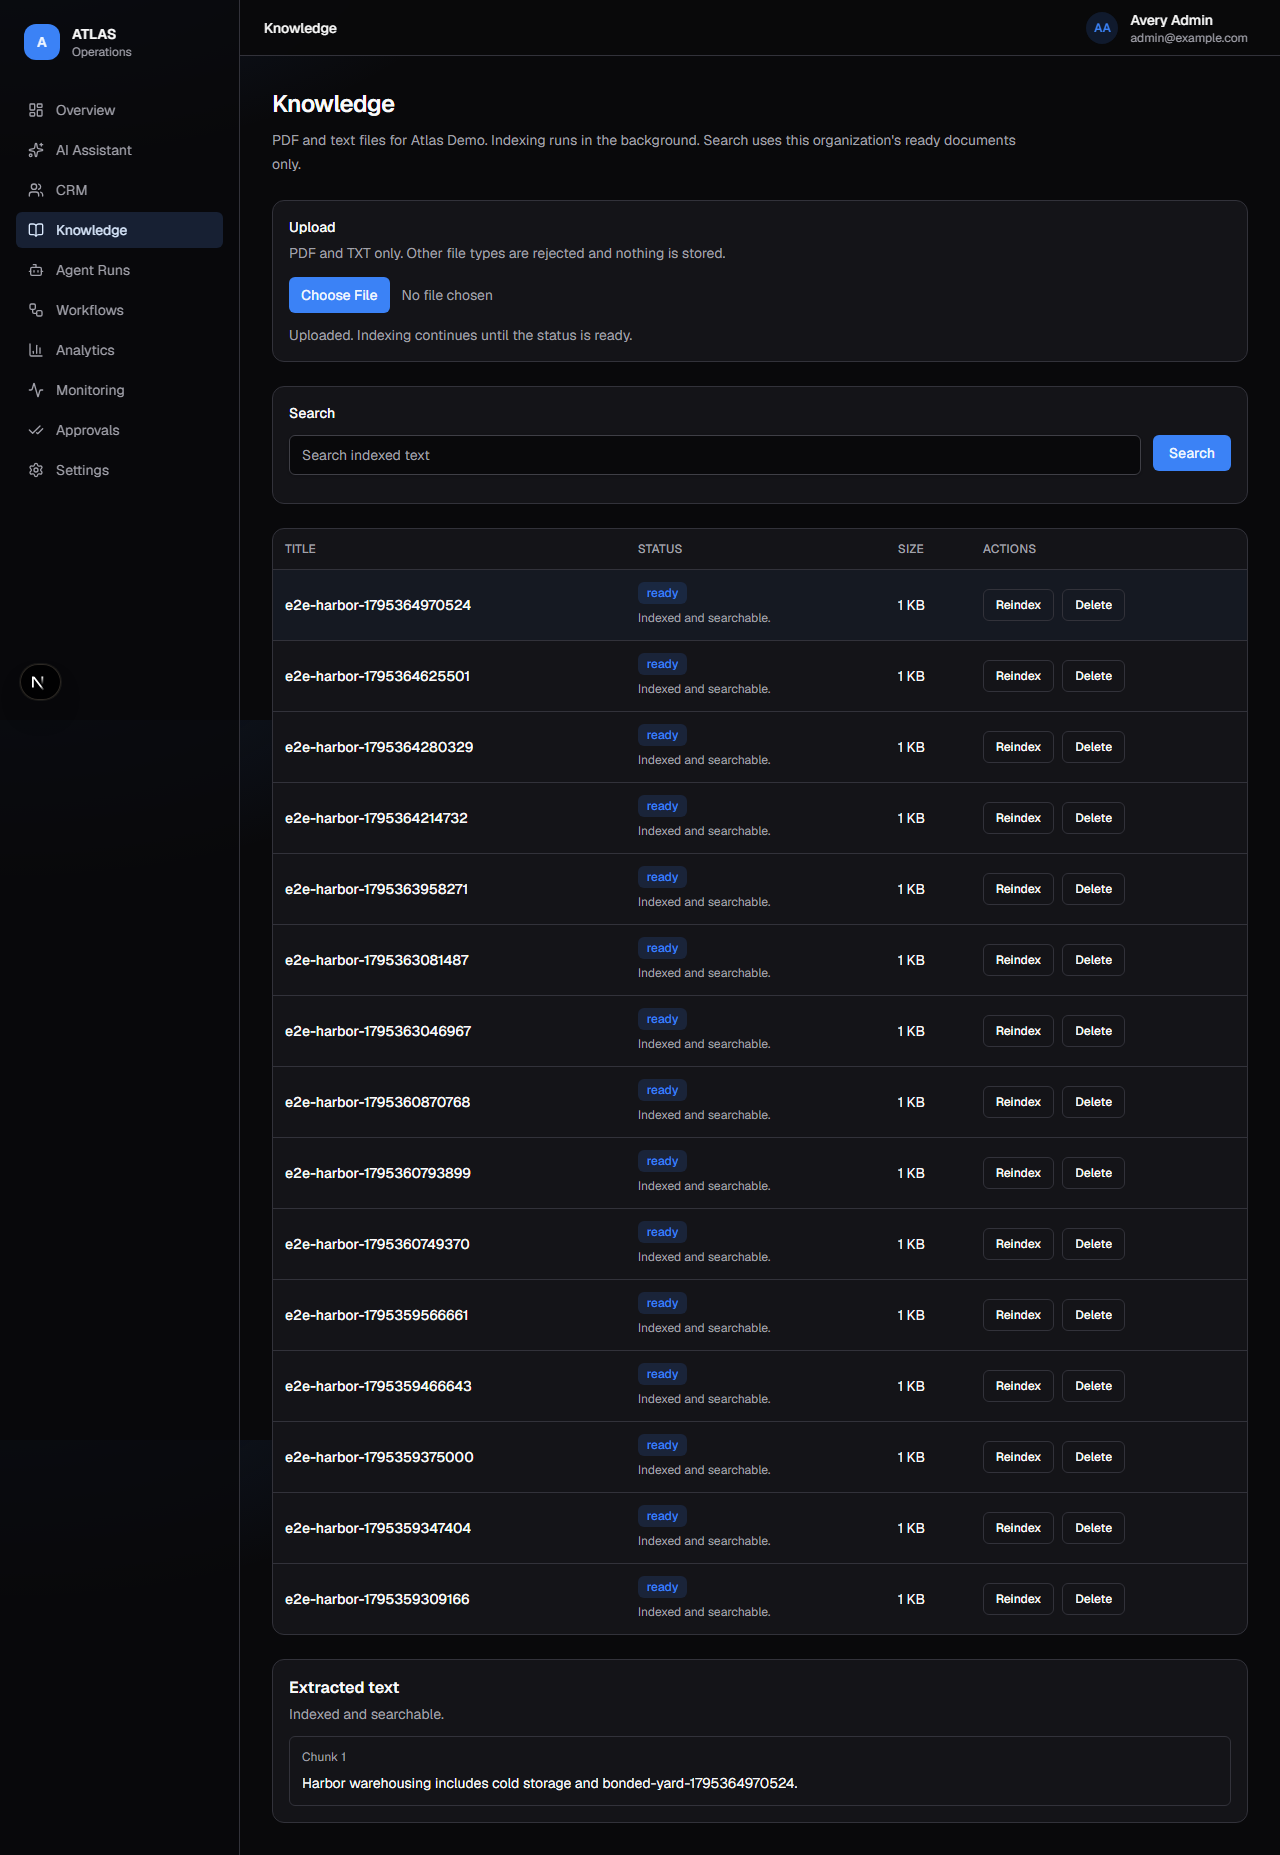 A
ATLAS
Operations
Overview
AI Assistant
CRM
Knowledge
Agent Runs
Workflows
Analytics
Monitoring
Approvals
Settings
N
Knowledge
AA
Avery Admin
admin@example.com
Knowledge
PDF and text files for Atlas Demo. Indexing runs in the background. Search uses this organization's ready documents
only.
Upload
PDF and TXT only. Other file types are rejected and nothing is stored.
Choose File No file chosen
Uploaded. Indexing continues until the status is ready.
Search
Search indexed text Search
TITLE STATUS SIZE ACTIONS
e2e-harbor-1795364970524 ready Indexed and searchable. 1 KB Reindex Delete
e2e-harbor-1795364625501 ready Indexed and searchable. 1 KB Reindex Delete
e2e-harbor-1795364280329 ready Indexed and searchable. 1 KB Reindex Delete
e2e-harbor-1795364214732 ready Indexed and searchable. 1 KB Reindex Delete
e2e-harbor-1795363958271 ready Indexed and searchable. 1 KB Reindex Delete
e2e-harbor-1795363081487 ready Indexed and searchable. 1 KB Reindex Delete
e2e-harbor-1795363046967 ready Indexed and searchable. 1 KB Reindex Delete
e2e-harbor-1795360870768 ready Indexed and searchable. 1 KB Reindex Delete
e2e-harbor-1795360793899 ready Indexed and searchable. 1 KB Reindex Delete
e2e-harbor-1795360749370 ready Indexed and searchable. 1 KB Reindex Delete
e2e-harbor-1795359566661 ready Indexed and searchable. 1 KB Reindex Delete
e2e-harbor-1795359466643 ready Indexed and searchable. 1 KB Reindex Delete
e2e-harbor-1795359375000 ready Indexed and searchable. 1 KB Reindex Delete
e2e-harbor-1795359347404 ready Indexed and searchable. 1 KB Reindex Delete
e2e-harbor-1795359309166 ready Indexed and searchable. 1 KB Reindex Delete
Extracted text
Indexed and searchable.
Chunk 1
Harbor warehousing includes cold storage and bonded-yard-1795364970524.